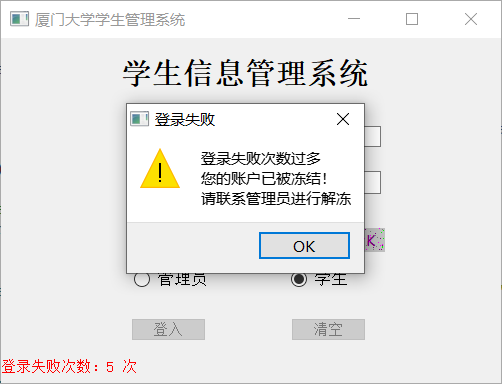 厦门大学学生管理系统
学生信息管理系统
登录失败
登录失败次数过多
您的账户已被冻结！
请联系管理员进行解冻
OK
K
管理员
学生
登入
清空
登录失败次数：5 次